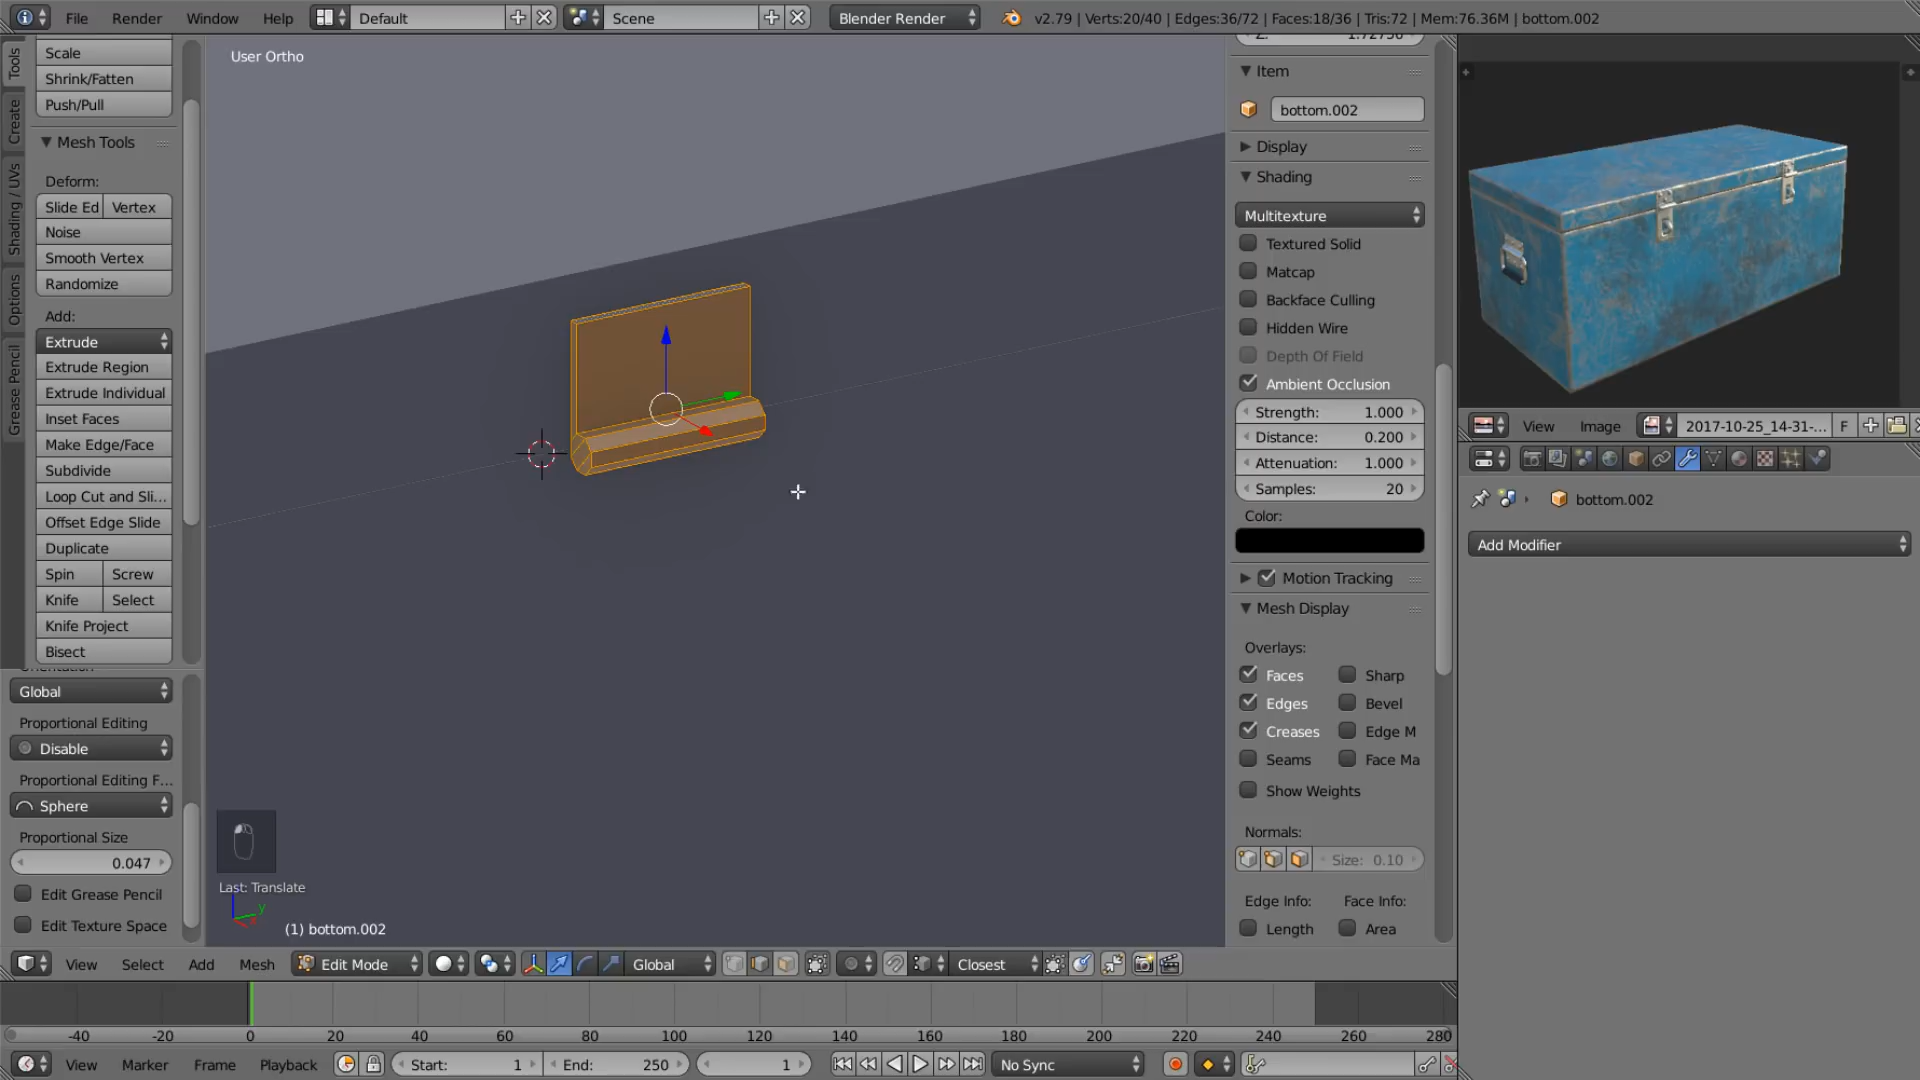 File Render Window Help Default Scene Blender Render v2.79 | Verts:20/40 | Edges:36/72 | Faces:18/36 | Tris:72 | Mem:76.36M | bottom.002
Tools
Create
Shading / UVs
Options
Grease Pencil
Scale
Shrink/Fatten
Push/Pull
Mesh Tools
Deform:
Slide Ed Vertex
Noise
Smooth Vertex
Randomize
Add:
Extrude
Extrude Region
Extrude Individual
Inset Faces
Make Edge/Face
Subdivide
Loop Cut and Sli...
Offset Edge Slide
Duplicate
Spin Screw
Knife Select
Knife Project
Bisect
Orientation
Global
Proportional Editing
Disable
Proportional Editing F...
Sphere
Proportional Size
0.047
Edit Grease Pencil
Edit Texture Space
User Ortho
Last: Translate
y
(1) bottom.002
Z: 1.72756
Item
bottom.002
Display
Shading
Multitexture
Textured Solid
Matcap
Backface Culling
Hidden Wire
Depth Of Field
Ambient Occlusion
Strength: 1.000
Distance: 0.200
Attenuation: 1.000
Samples: 20
Color:
Motion Tracking
Mesh Display
Overlays:
Faces Sharp
Edges Bevel
Creases Edge M
Seams Face Ma
Show Weights
Normals:
Size: 0.10
Edge Info: Face Info:
Length Area
View Image 2017-10-25_14-31-... F
bottom.002
Add Modifier
View Select Add Mesh Edit Mode Global Closest
-40 -20 0 20 40 60 80 100 120 140 160 180 200 220 240 260 280
View Marker Frame Playback Start: 1 End: 250 1 No Sync